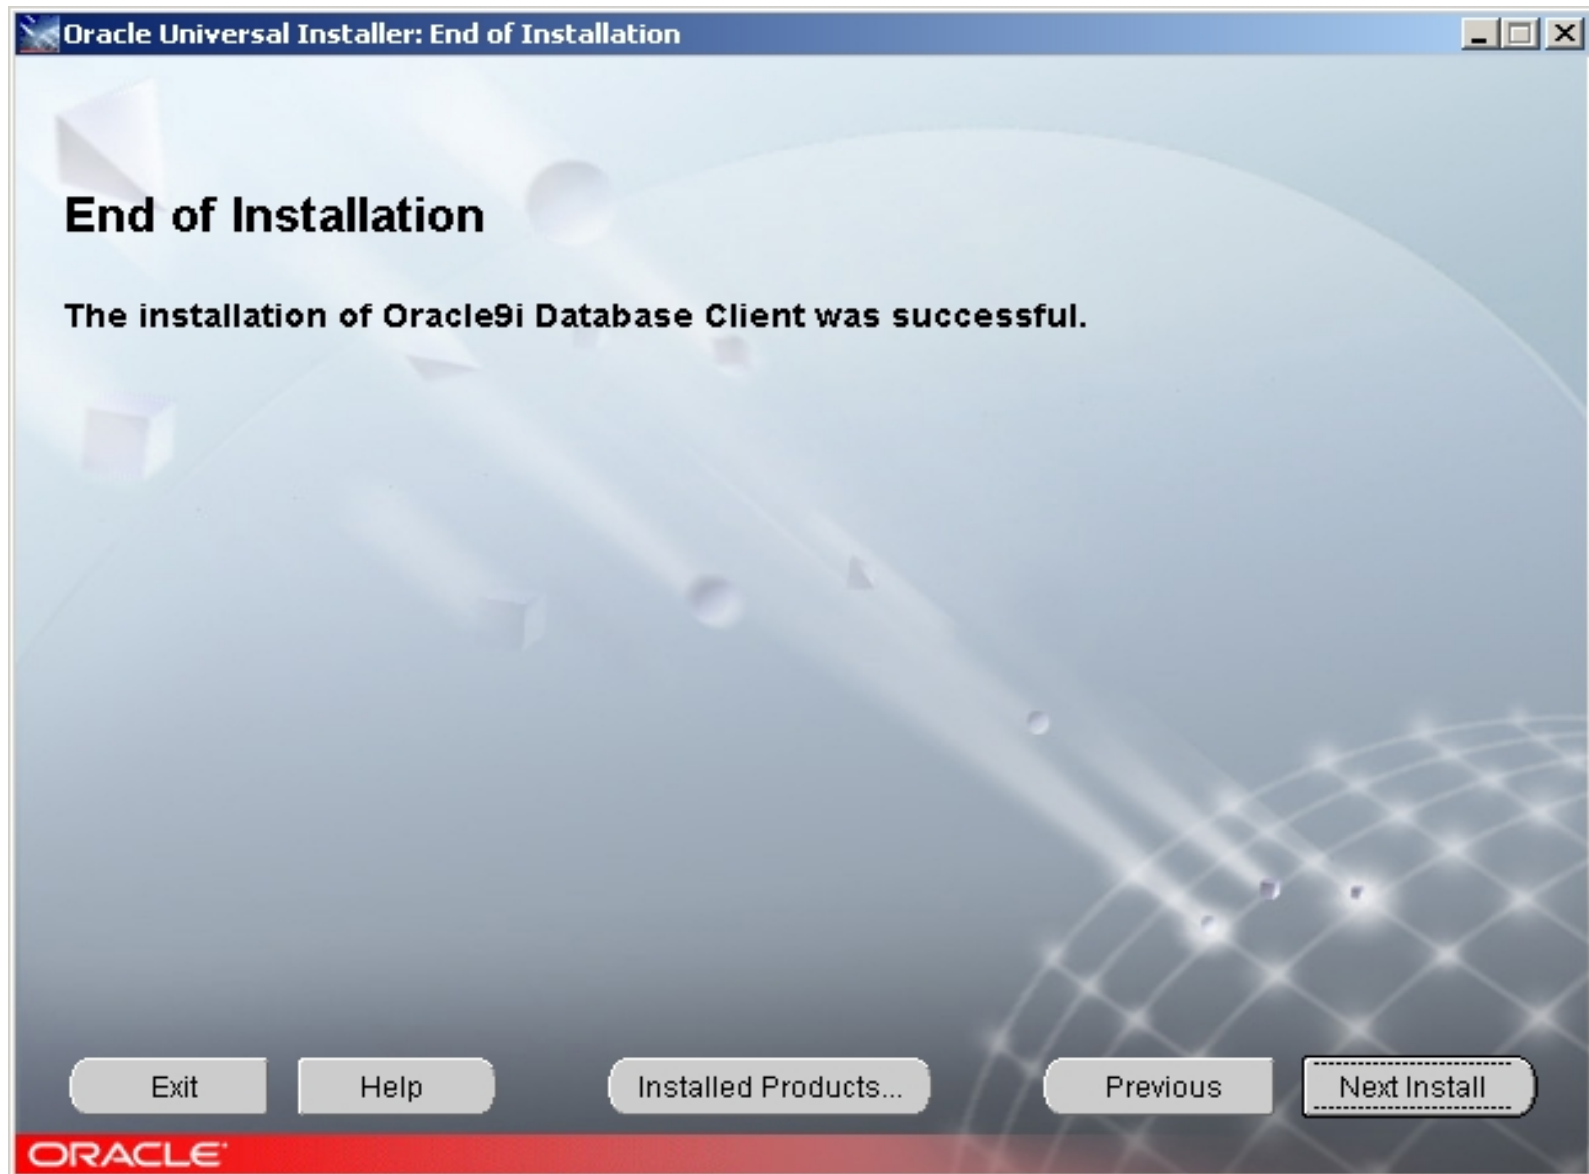 Oracle Universal Installer: End of Installation
End of Installation
The installation of Oracle9i Database Client was successful.
Exit Help Installed Products... Previous Next Install
ORACLE